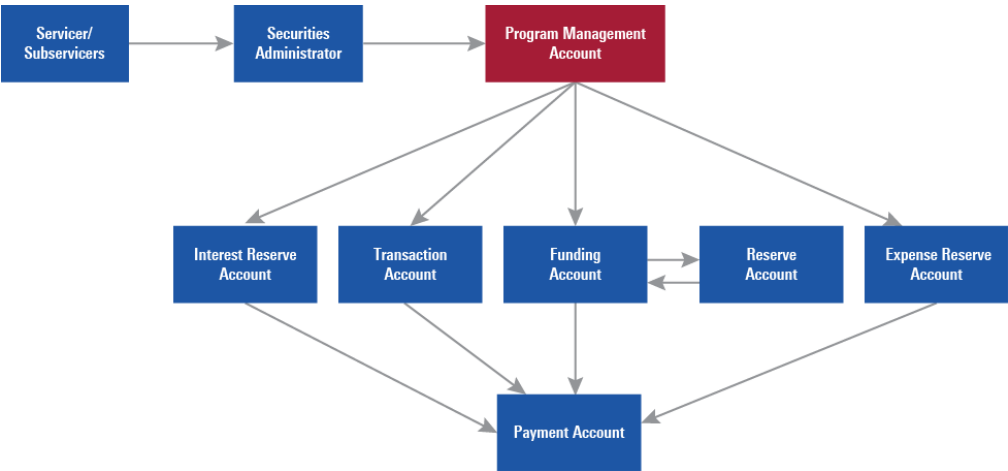 Servicer/
Subservicers
Securities
Administrator
Program Management
Account
Interest Reserve
Account
Transaction
Account
Funding
Account
Reserve
Account
Expense Reserve
Account
Payment Account